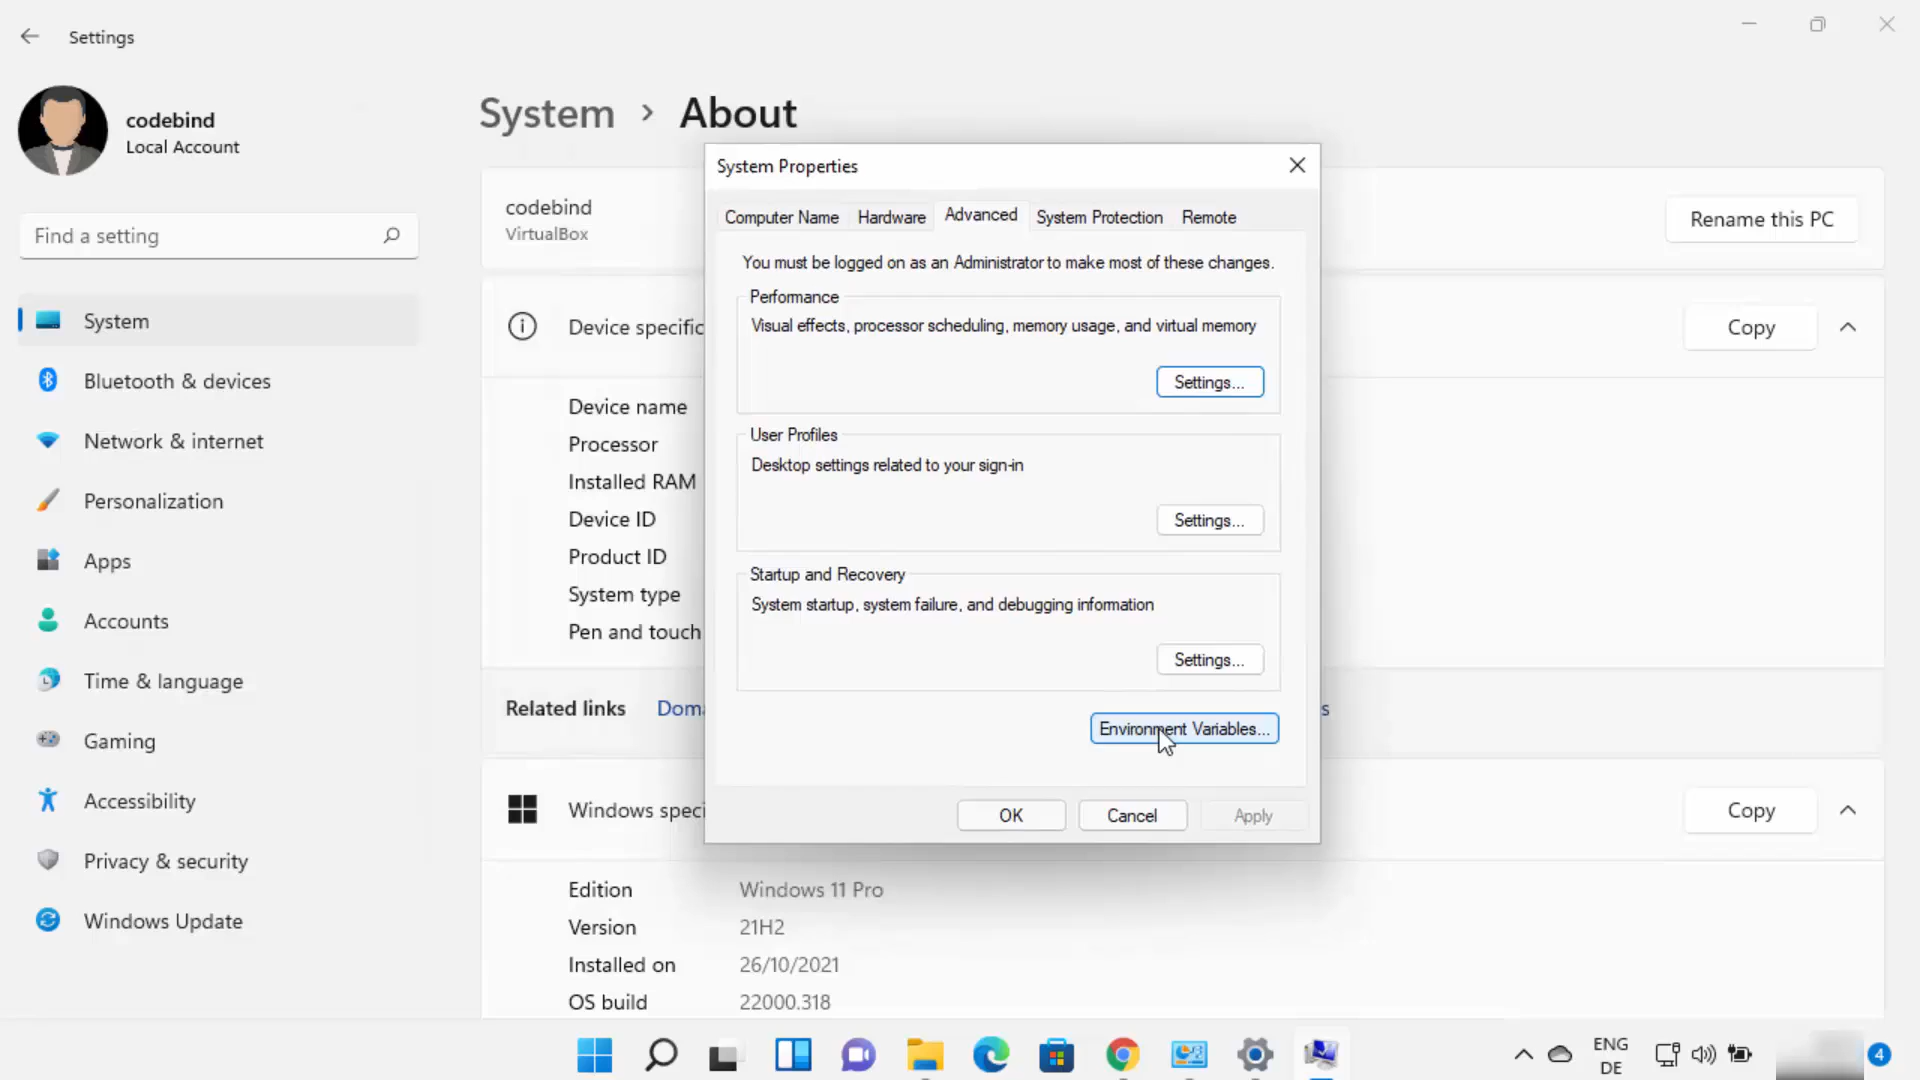 Settings
codebind
Local Account
Find a setting
System
Bluetooth & devices
Network & internet
Personalization
Apps
Accounts
Time & language
Gaming
Accessibility
Privacy & security
Windows Update
System > About
codebind
VirtualBox
Rename this PC
Device specific
Copy
Device name
Processor
Installed RAM
Device ID
Product ID
System type
Pen and touch
Related links Doma s
Windows speci
Copy
Edition Windows 11 Pro
Version 21H2
Installed on 26/10/2021
OS build 22000.318
System Properties
Computer Name Hardware Advanced System Protection Remote
You must be logged on as an Administrator to make most of these changes.
Performance
Visual effects, processor scheduling, memory usage, and virtual memory
Settings...
User Profiles
Desktop settings related to your sign-in
Settings...
Startup and Recovery
System startup, system failure, and debugging information
Settings...
Environment Variables...
OK Cancel Apply
ENG
DE
4